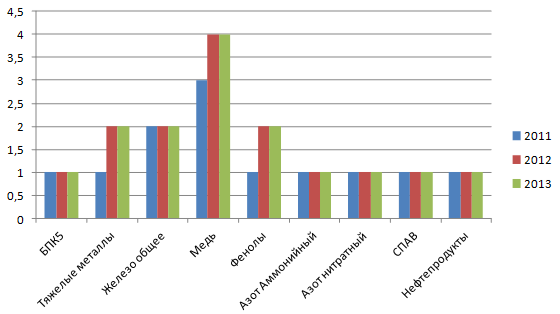 4,5
4
3,5
3
2,5
2
1,5
1
0,5
0
БПК5
Тяжелые металлы
Железо общее
Медь
Фенолы
Азот Аммонийный
Азот нитратный
СПАВ
Нефтепродукты
2011
2012
2013